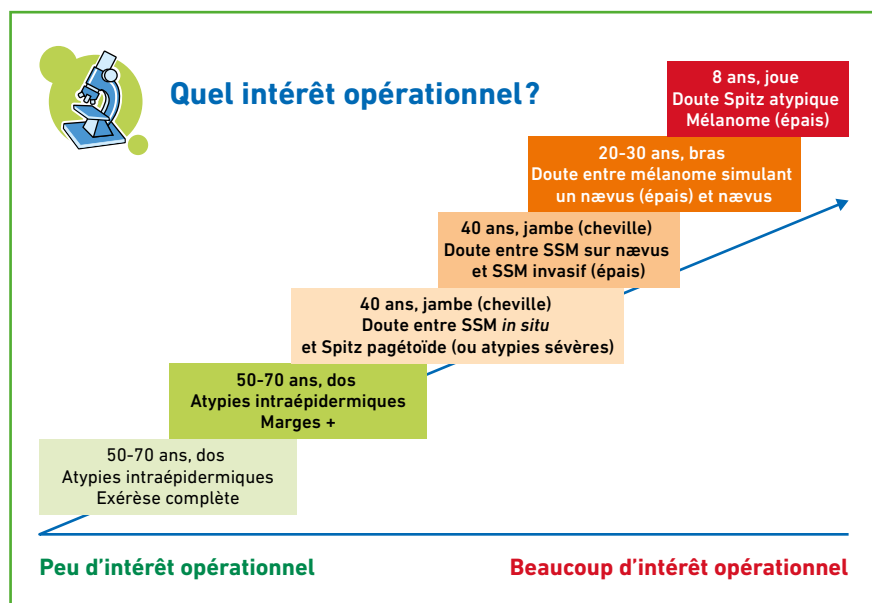 Quel intérêt opérationnel ?
8 ans, joue
Doute Spitz atypique
Mélanome (épais)
20-30 ans, bras
Doute entre mélanome simulant
un nævus (épais) et nævus
40 ans, jambe (cheville)
Doute entre SSM sur nævus
et SSM invasif (épais)
40 ans, jambe (cheville)
Doute entre SSM in situ
et Spitz pagétoïde (ou atypies sévères)
50-70 ans, dos
Atypies intraépidermiques
Marges +
50-70 ans, dos
Atypies intraépidermiques
Exérèse complète
Peu d'intérêt opérationnel
Beaucoup d'intérêt opérationnel